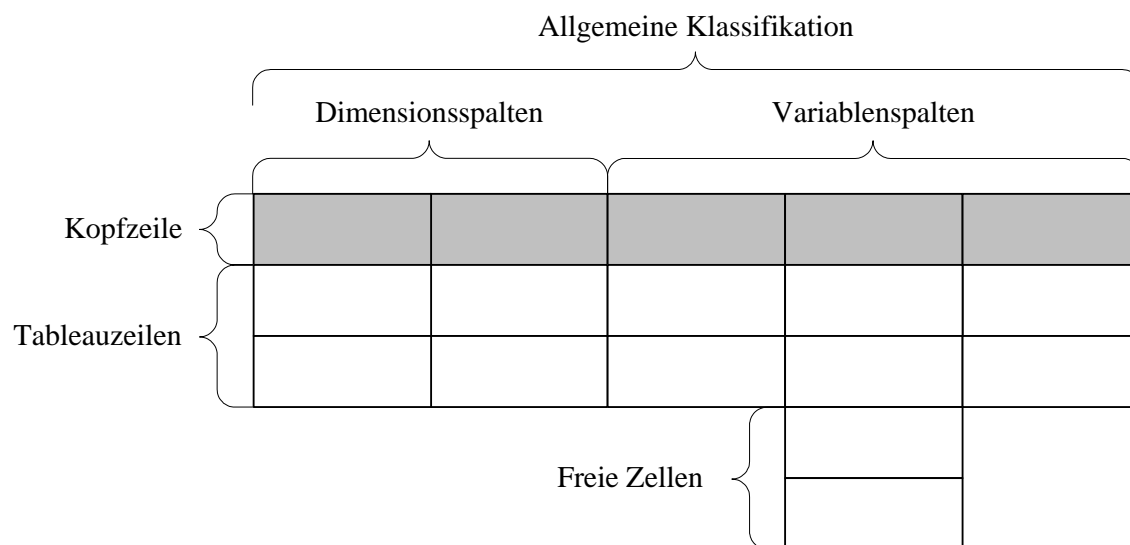 Allgemeine Klassifikation
Dimensionsspalten
Variablenspalten
Kopfzeile
Tableauzeilen
Freie Zellen